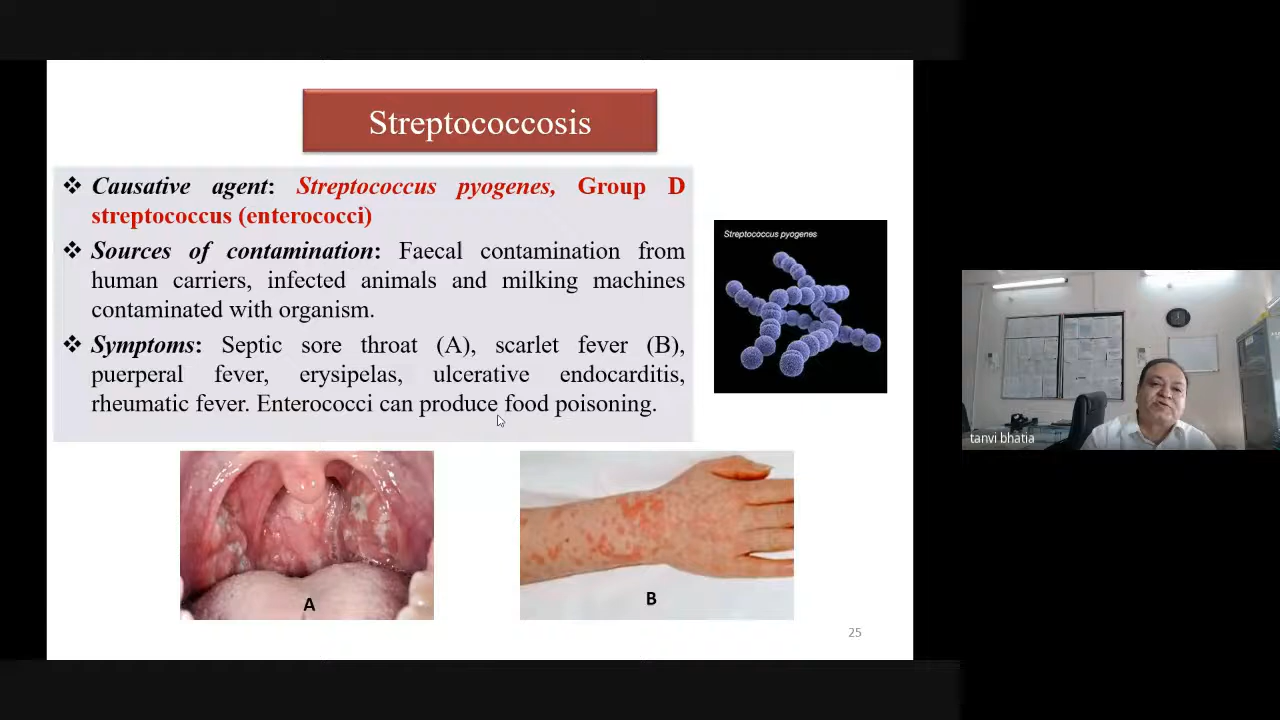 Streptococcosis
❖ Causative agent: Streptococcus pyogenes, Group D
streptococcus (enterococci)
❖ Sources of contamination: Faecal contamination from
human carriers, infected animals and milking machines
contaminated with organism.
❖ Symptoms: Septic sore throat (A), scarlet fever (B),
puerperal fever, erysipelas, ulcerative endocarditis,
rheumatic fever. Enterococci can produce food poisoning.
Streptococcus pyogenes
A
B
25
tanvi bhatia